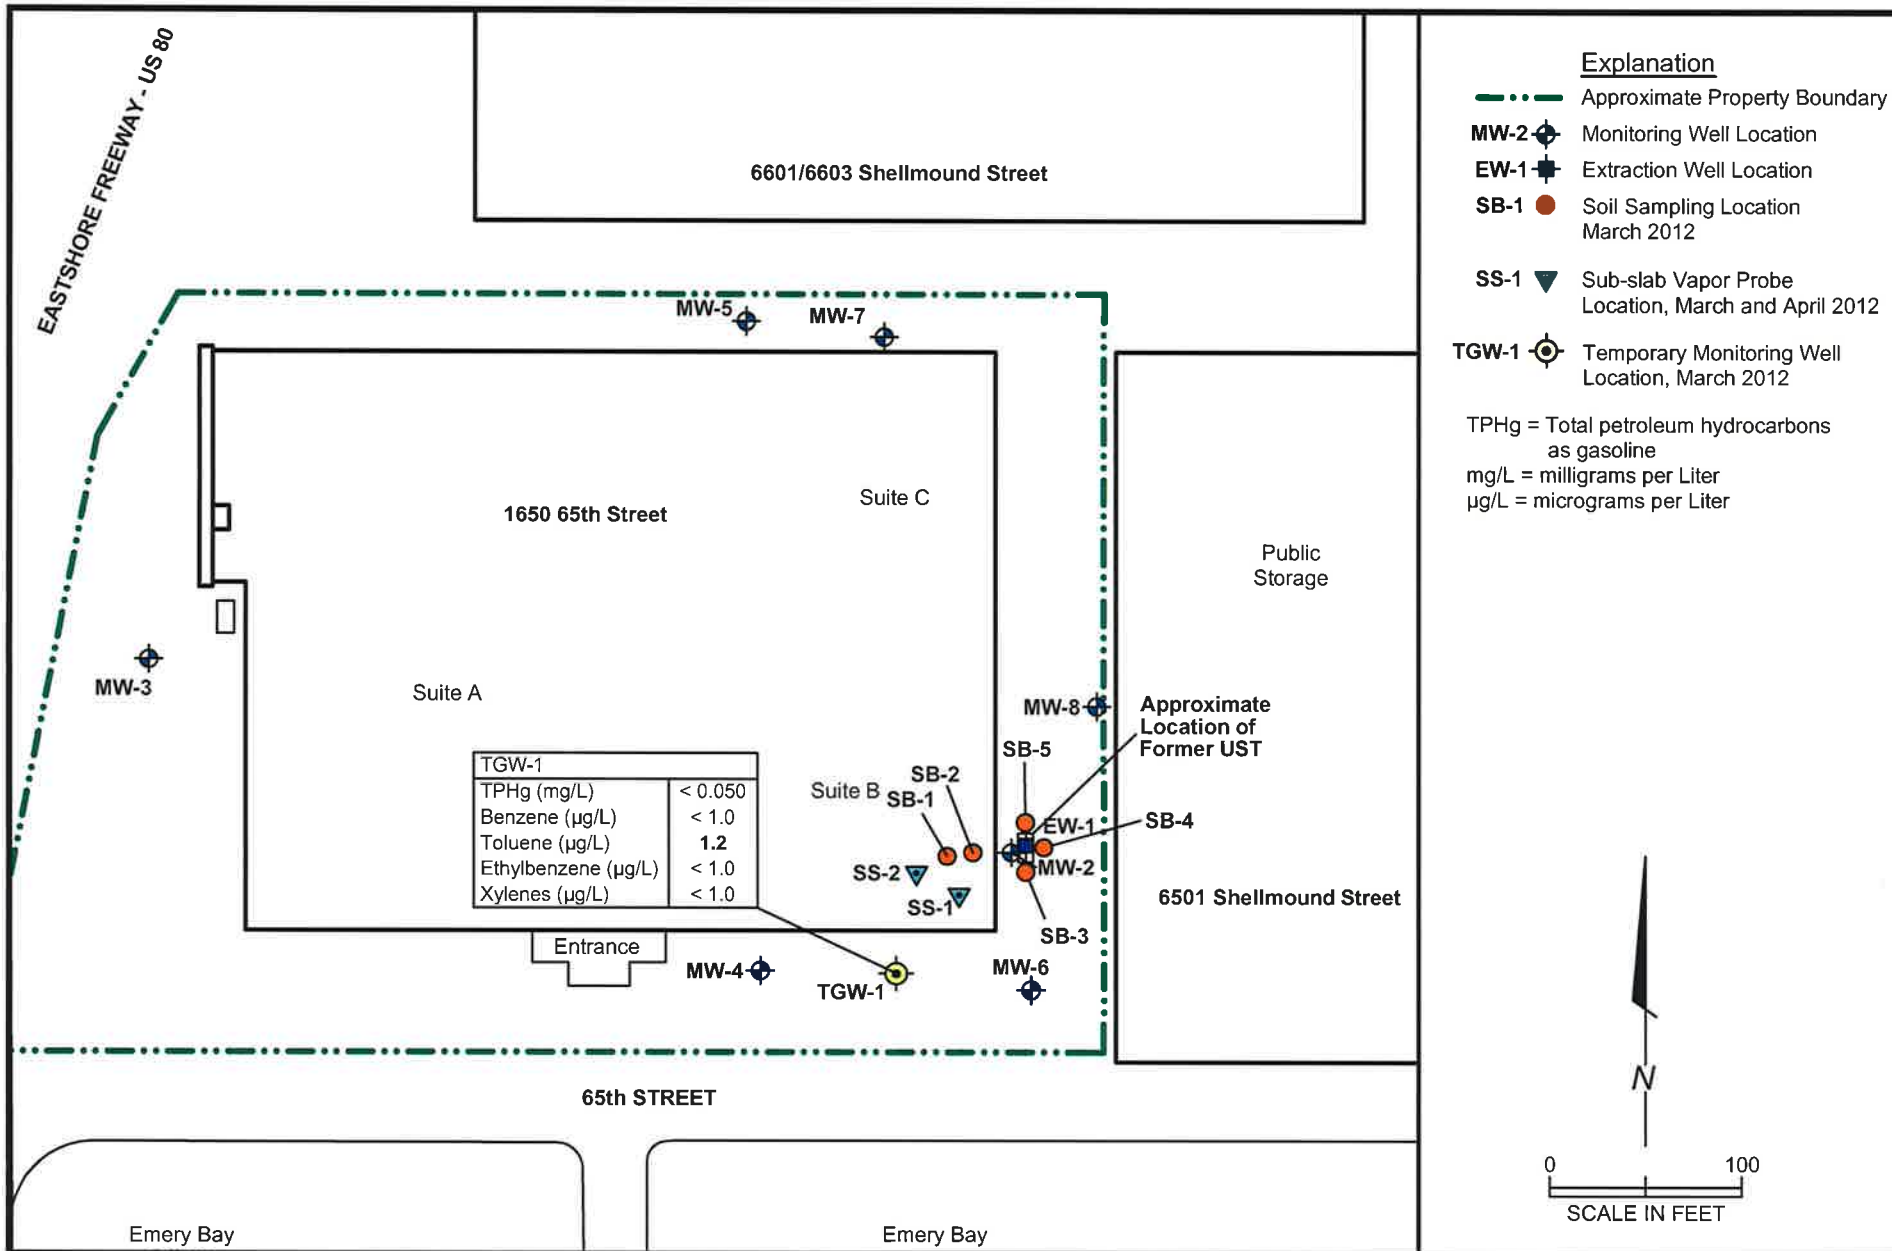 EASTSHORE FREEWAY - US 80
6601/6603 Shellmound Street
MW-5
MW-7
1650 65th Street
Suite C
Public
Storage
MW-3
Suite A
MW-8
Approximate
Location of
Former UST
SB-5
TGW-1
TPHg (mg/L) < 0.050
Benzene (µg/L) < 1.0
Toluene (µg/L) 1.2
Ethylbenzene (µg/L) < 1.0
Xylenes (µg/L) < 1.0
Suite B
SB-2
SB-1
EW-1
SB-4
SS-2
MW-2
SS-1
6501 Shellmound Street
SB-3
Entrance
MW-4
TGW-1
MW-6
65th STREET
Emery Bay
Emery Bay
Explanation
Approximate Property Boundary
MW-2 Monitoring Well Location
EW-1 Extraction Well Location
SB-1 Soil Sampling Location
March 2012
SS-1 Sub-slab Vapor Probe
Location, March and April 2012
TGW-1 Temporary Monitoring Well
Location, March 2012
TPHg = Total petroleum hydrocarbons
as gasoline
mg/L = milligrams per Liter
µg/L = micrograms per Liter
N
0 100
SCALE IN FEET